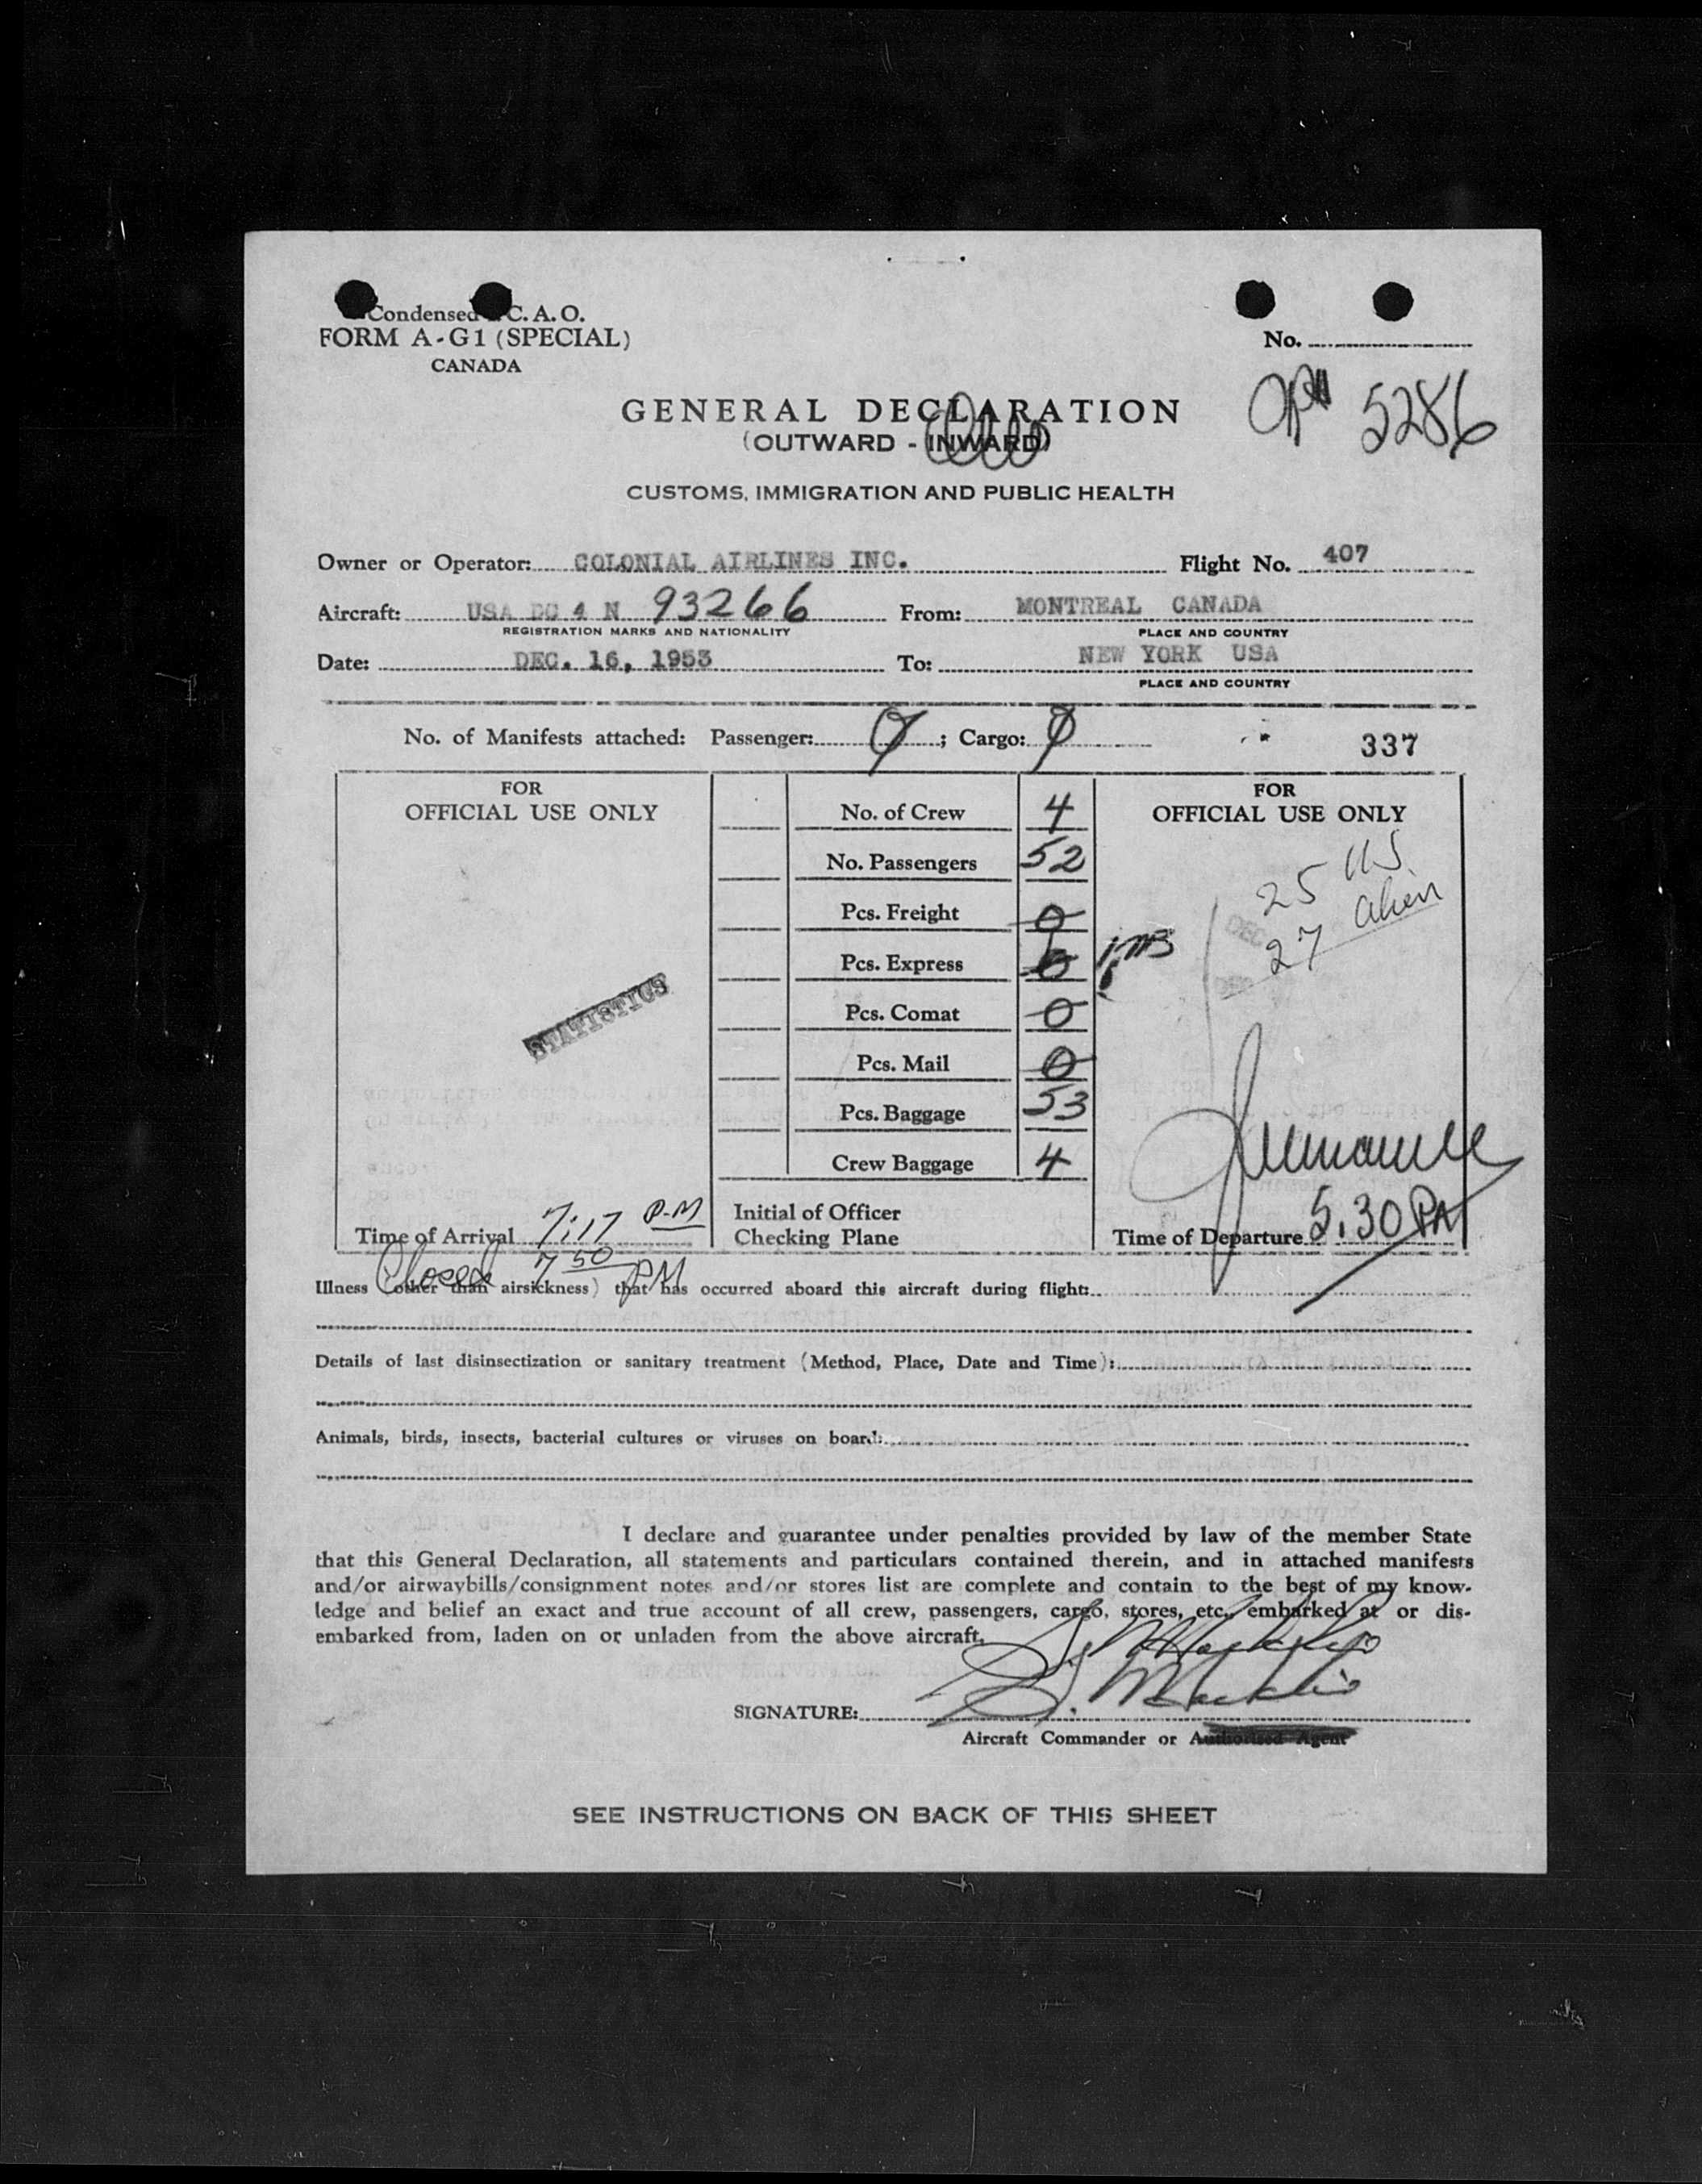 Condensed I.C.A.O.
FORM A-G1 (SPECIAL)
CANADA
No.
5286
GENERAL DECLARATION
(OUTWARD - INWARD)
CUSTOMS, IMMIGRATION AND PUBLIC HEALTH
Owner or Operator: COLONIAL AIRLINES INC. Flight No. 407
Aircraft: USA DC 4 N 93266 From: MONTREAL CANADA
REGISTRATION MARKS AND NATIONALITY PLACE AND COUNTRY
Date: DEC. 16, 1953 To: NEW YORK USA
PLACE AND COUNTRY
No. of Manifests attached: Passenger: ; Cargo:
337
FOR
OFFICIAL USE ONLY
No. of Crew 4
No. Passengers 52
Pcs. Freight 0
Pcs. Express
Pcs. Comat 0
Pcs. Mail 0
Pcs. Baggage 53
Crew Baggage 4
FOR
OFFICIAL USE ONLY
25 US
27 alien
DEC
STATISTICS
Time of Arrival 7:17 P-M
Initial of Officer
Checking Plane
Time of Departure 5.30 PM
Closed 7 50 PM
Illness (other than airsickness) that has occurred aboard this aircraft during flight:
Details of last disinsectization or sanitary treatment (Method, Place, Date and Time):
Animals, birds, insects, bacterial cultures or viruses on board:
I declare and guarantee under penalties provided by law of the member State
that this General Declaration, all statements and particulars contained therein, and in attached manifests
and/or airwaybills/consignment notes and/or stores list are complete and contain to the best of my know-
ledge and belief an exact and true account of all crew, passengers, cargo, stores, etc., embarked at or dis-
embarked from, laden on or unladen from the above aircraft.
SIGNATURE:
Aircraft Commander or Authorized Agent
SEE INSTRUCTIONS ON BACK OF THIS SHEET